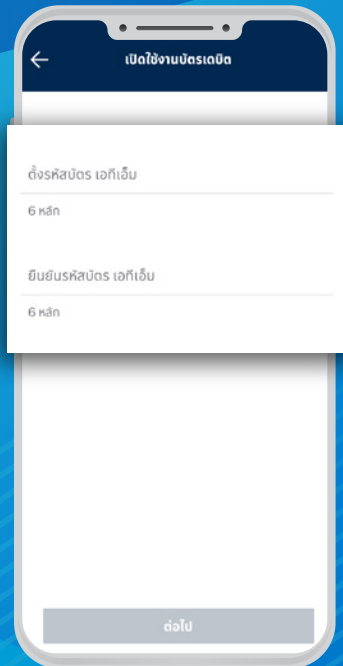 เปิดใช้งานบัตรเดบิต
ตั้งรหัสบัตร เอทีเอ็ม
6 หลัก
ยืนยันรหัสบัตร เอทีเอ็ม
6 หลัก
ต่อไป